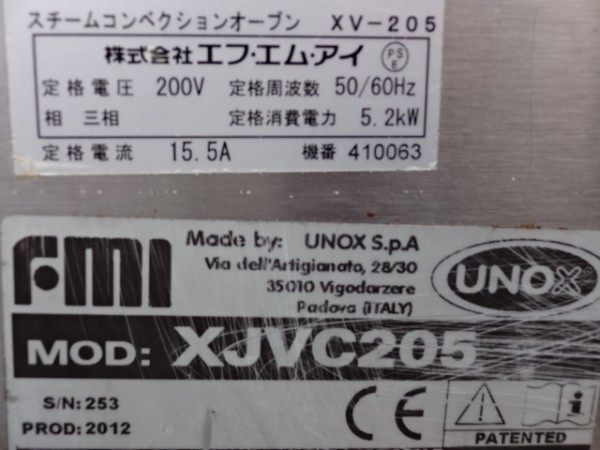 スチームコンベクションオーブン XV-205
株式会社エフ・エム・アイ PSE
定格電圧 200V 定格周波数 50/60Hz
相 三相 定格消費電力 5.2kW
定格電流 15.5A 機番 410063
FMI Made by: UNOX S.p.A UNOX
Via dell'Artigianato, 28/30
35010 Vigodarzere
Padova (ITALY)
MOD: XJVC205
S/N: 253 CE
PROD: 2012 PATENTED